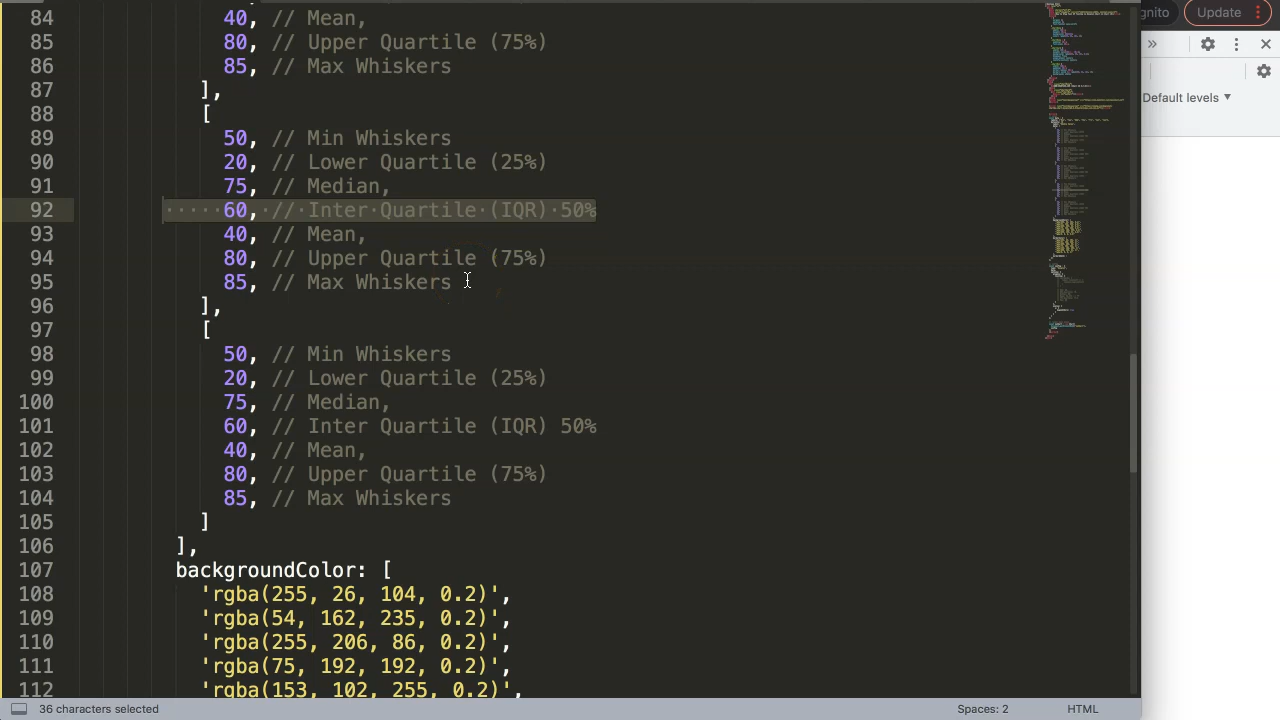 84 40, // Mean,
85 80, // Upper Quartile (75%)
86 85, // Max Whiskers
87 ],
88 [
89 50, // Min Whiskers
90 20, // Lower Quartile (25%)
91 75, // Median,
92 60, // Inter Quartile (IQR) 50%
93 40, // Mean,
94 80, // Upper Quartile (75%)
95 85, // Max Whiskers
96 ],
97 [
98 50, // Min Whiskers
99 20, // Lower Quartile (25%)
100 75, // Median,
101 60, // Inter Quartile (IQR) 50%
102 40, // Mean,
103 80, // Upper Quartile (75%)
104 85, // Max Whiskers
105 ]
106 ],
107 backgroundColor: [
108 'rgba(255, 26, 104, 0.2)',
109 'rgba(54, 162, 235, 0.2)',
110 'rgba(255, 206, 86, 0.2)',
111 'rgba(75, 192, 192, 0.2)',
112 'rgba(153, 102, 255, 0.2)',
36 characters selected
Spaces: 2
HTML
gnito
Update
Default levels